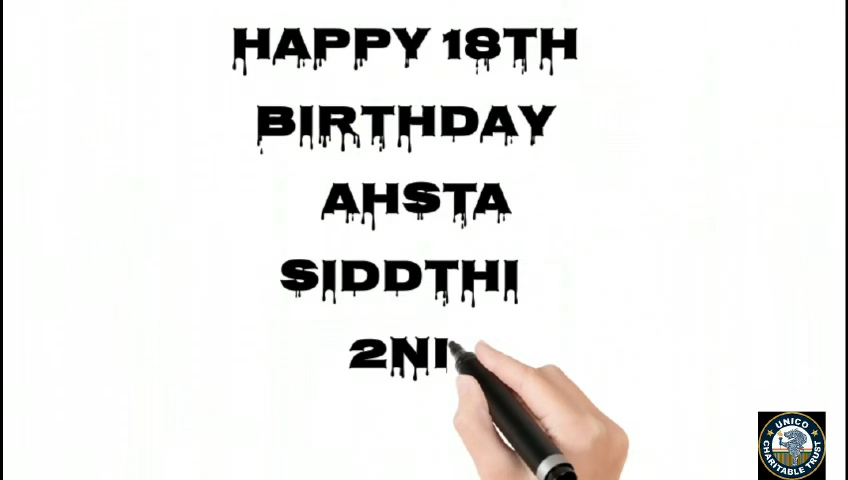 HAPPY 18TH
BIRTHDAY
AHSTA
SIDDTHI
2NI
UNICO
CHARITABLE TRUST